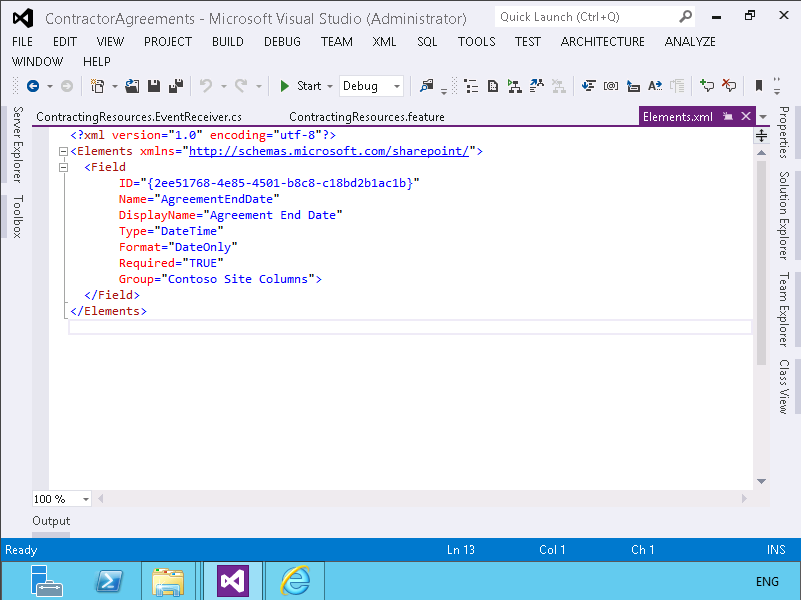 ContractorAgreements - Microsoft Visual Studio (Administrator)
Quick Launch (Ctrl+Q)
FILE EDIT VIEW PROJECT BUILD DEBUG TEAM XML SQL TOOLS TEST ARCHITECTURE ANALYZE
WINDOW HELP
Start Debug
ContractingResources.EventReceiver.cs ContractingResources.feature Elements.xml
Server Explorer
Toolbox
<?xml version="1.0" encoding="utf-8"?>
<Elements xmlns="http://schemas.microsoft.com/sharepoint/">
<Field
ID="{2ee51768-4e85-4501-b8c8-c18bd2b1ac1b}"
Name="AgreementEndDate"
DisplayName="Agreement End Date"
Type="DateTime"
Format="DateOnly"
Required="TRUE"
Group="Contoso Site Columns">
</Field>
</Elements>
Properties
Solution Explorer
Team Explorer
Class View
100 %
Output
Ready Ln 13 Col 1 Ch 1 INS
ENG